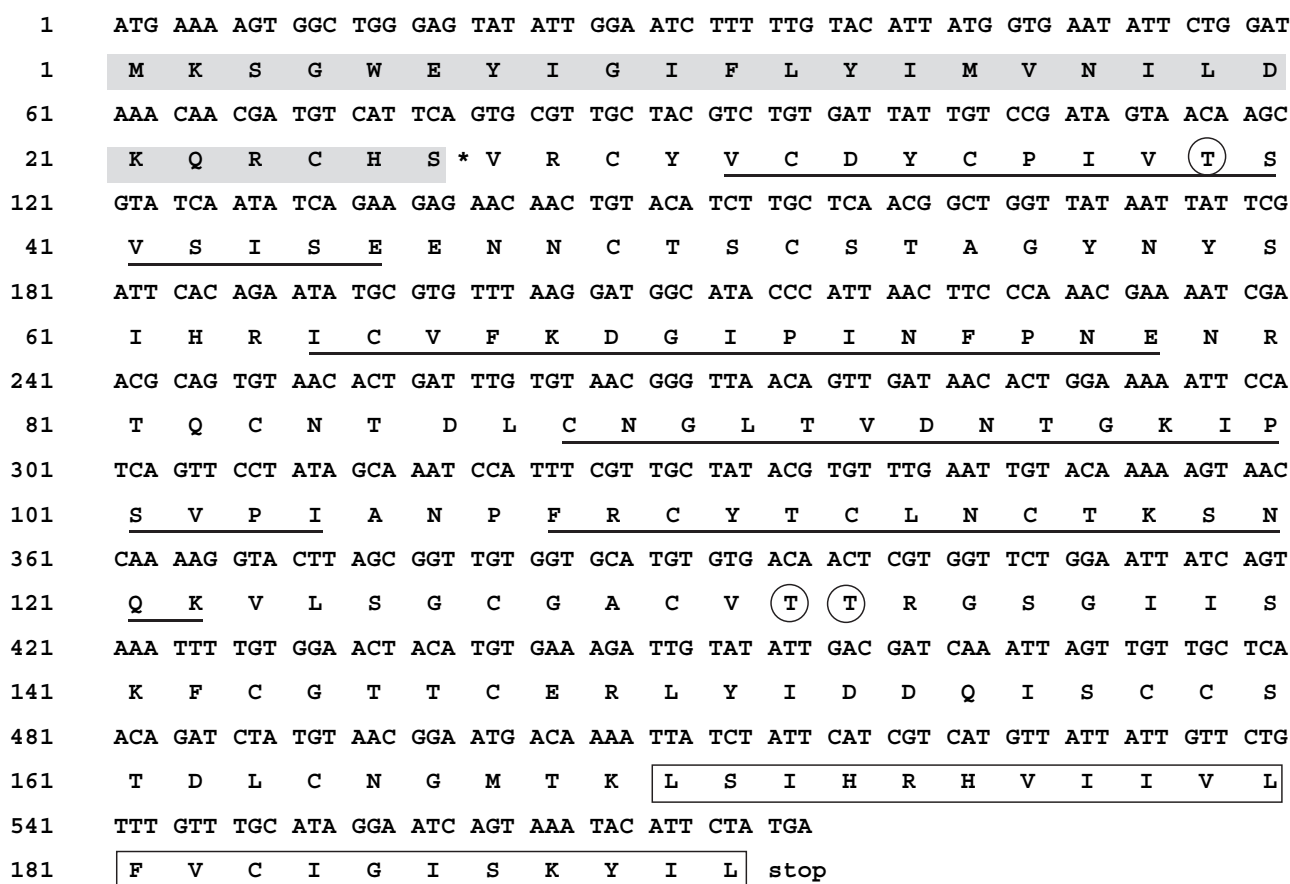 1 ATG AAA AGT GGC TGG GAG TAT ATT GGA ATC TTT TTG TAC ATT ATG GTG AAT ATT CTG GAT
1 M K S G W E Y I G I F L Y I M V N I L D
61 AAA CAA CGA TGT CAT TCA GTG CGT TGC TAC GTC TGT GAT TAT TGT CCG ATA GTA ACA AGC
21 K Q R C H S * V R C Y V C D Y C P I V T S
121 GTA TCA ATA TCA GAA GAG AAC AAC TGT ACA TCT TGC TCA ACG GCT GGT TAT AAT TAT TCG
41 V S I S E E N N C T S C S T A G Y N Y S
181 ATT CAC AGA ATA TGC GTG TTT AAG GAT GGC ATA CCC ATT AAC TTC CCA AAC GAA AAT CGA
61 I H R I C V F K D G I P I N F P N E N R
241 ACG CAG TGT AAC ACT GAT TTG TGT AAC GGG TTA ACA GTT GAT AAC ACT GGA AAA ATT CCA
81 T Q C N T D L C N G L T V D N T G K I P
301 TCA GTT CCT ATA GCA AAT CCA TTT CGT TGC TAT ACG TGT TTG AAT TGT ACA AAA AGT AAC
101 S V P I A N P F R C Y T C L N C T K S N
361 CAA AAG GTA CTT AGC GGT TGT GGT GCA TGT GTG ACA ACT CGT GGT TCT GGA ATT ATC AGT
121 Q K V L S G C G A C V T T R G S G I I S
421 AAA TTT TGT GGA ACT ACA TGT GAA AGA TTG TAT ATT GAC GAT CAA ATT AGT TGT TGC TCA
141 K F C G T T C E R L Y I D D Q I S C C S
481 ACA GAT CTA TGT AAC GGA ATG ACA AAA TTA TCT ATT CAT CGT CAT GTT ATT ATT GTT CTG
161 T D L C N G M T K L S I H R H V I I V L
541 TTT GTT TGC ATA GGA ATC AGT AAA TAC ATT CTA TGA
181 F V C I G I S K Y I L stop